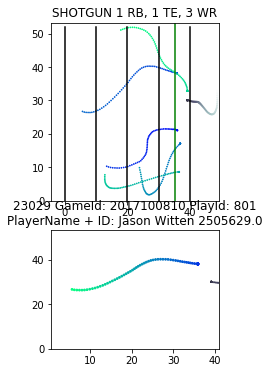 SHOTGUN 1 RB, 1 TE, 3 WR
50
40
30
20
10
0
0 20 40
23029 GameId: 2017100810 PlayId: 801
PlayerName + ID: Jason Witten 2505629.0
40
20
0
10 20 30 40